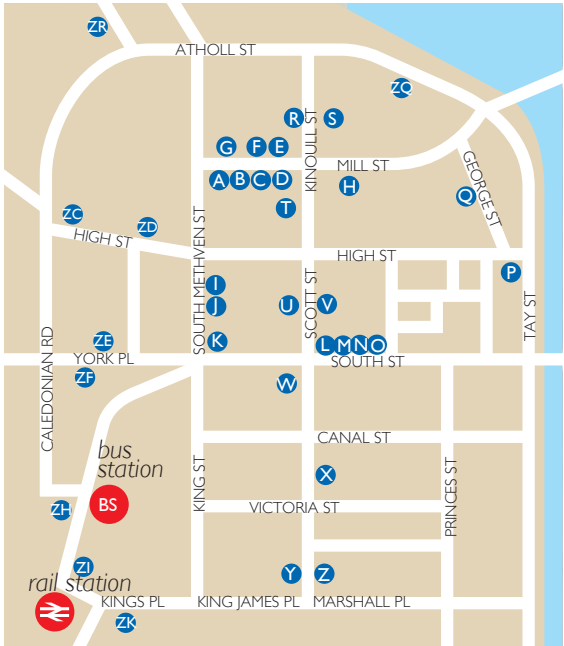 ZR
ATHOLL ST
ZQ
R
S
KINOULL ST
G
F
E
MILL ST
GEORGE ST
A
B
C
D
H
Q
T
ZC
ZD
HIGH ST
SOUTH METHVEN ST
HIGH ST
P
I
J
U
V
SCOTT ST
TAY ST
K
ZE
L
M
N
O
YORK PL
SOUTH ST
ZF
W
CALEDONIAN RD
CANAL ST
bus
station
BS
KING ST
X
PRINCES ST
VICTORIA ST
ZH
ZI
Y
Z
rail station
KINGS PL
KING JAMES PL
MARSHALL PL
ZK